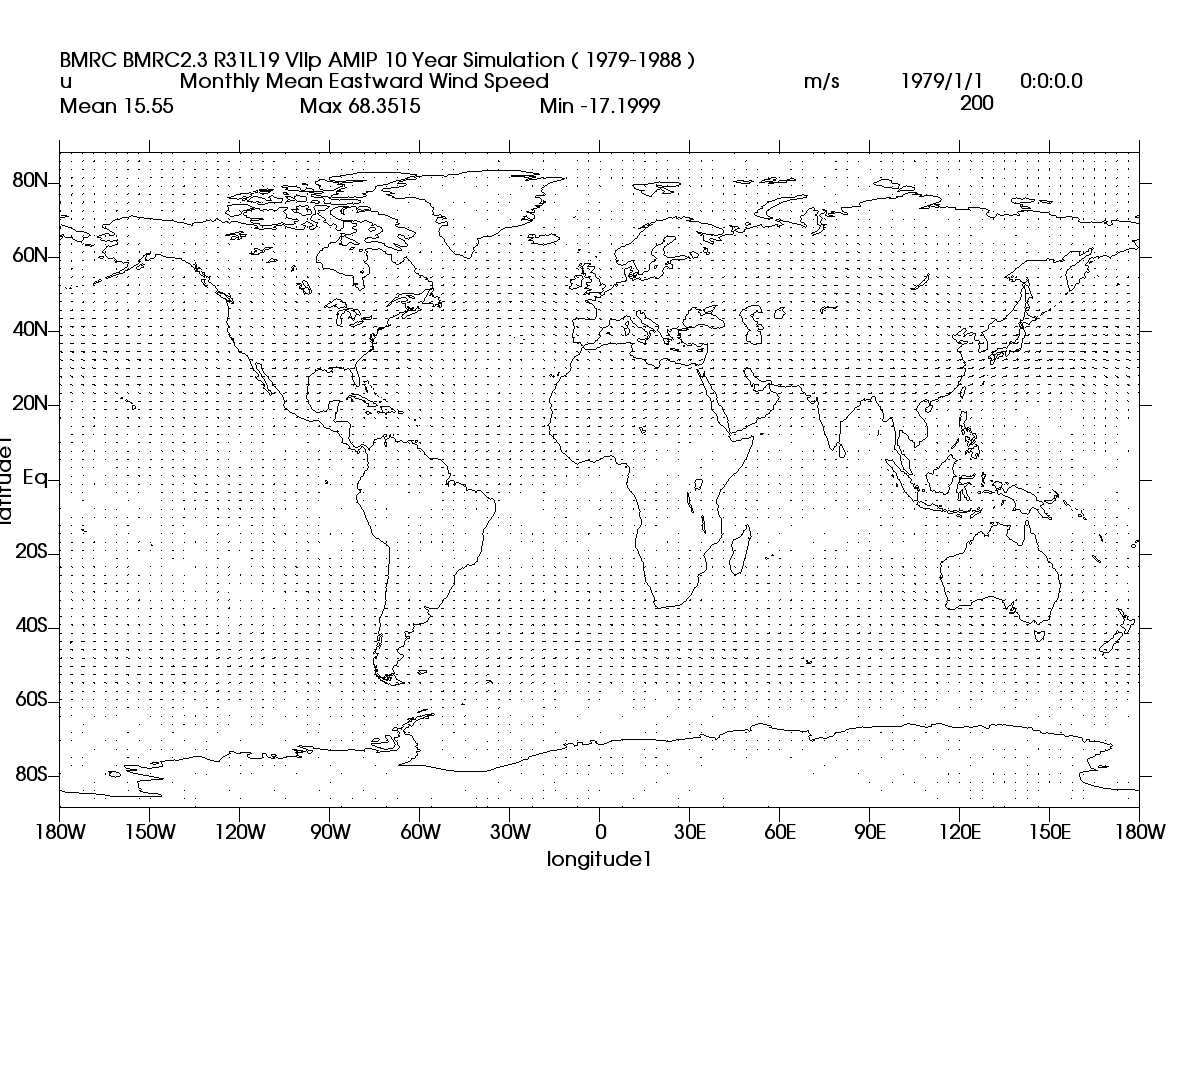 BMRC BMRC2.3 R31L19 VIIp AMIP 10 Year Simulation ( 1979-1988 )
u Monthly Mean Eastward Wind Speed m/s 1979/1/1 0:0:0.0
Mean 15.55 Max 68.3515 Min -17.1999 200
80N
60N
40N
20N
Eq
20S
40S
60S
80S
latitude1
180W 150W 120W 90W 60W 30W 0 30E 60E 90E 120E 150E 180W
longitude1